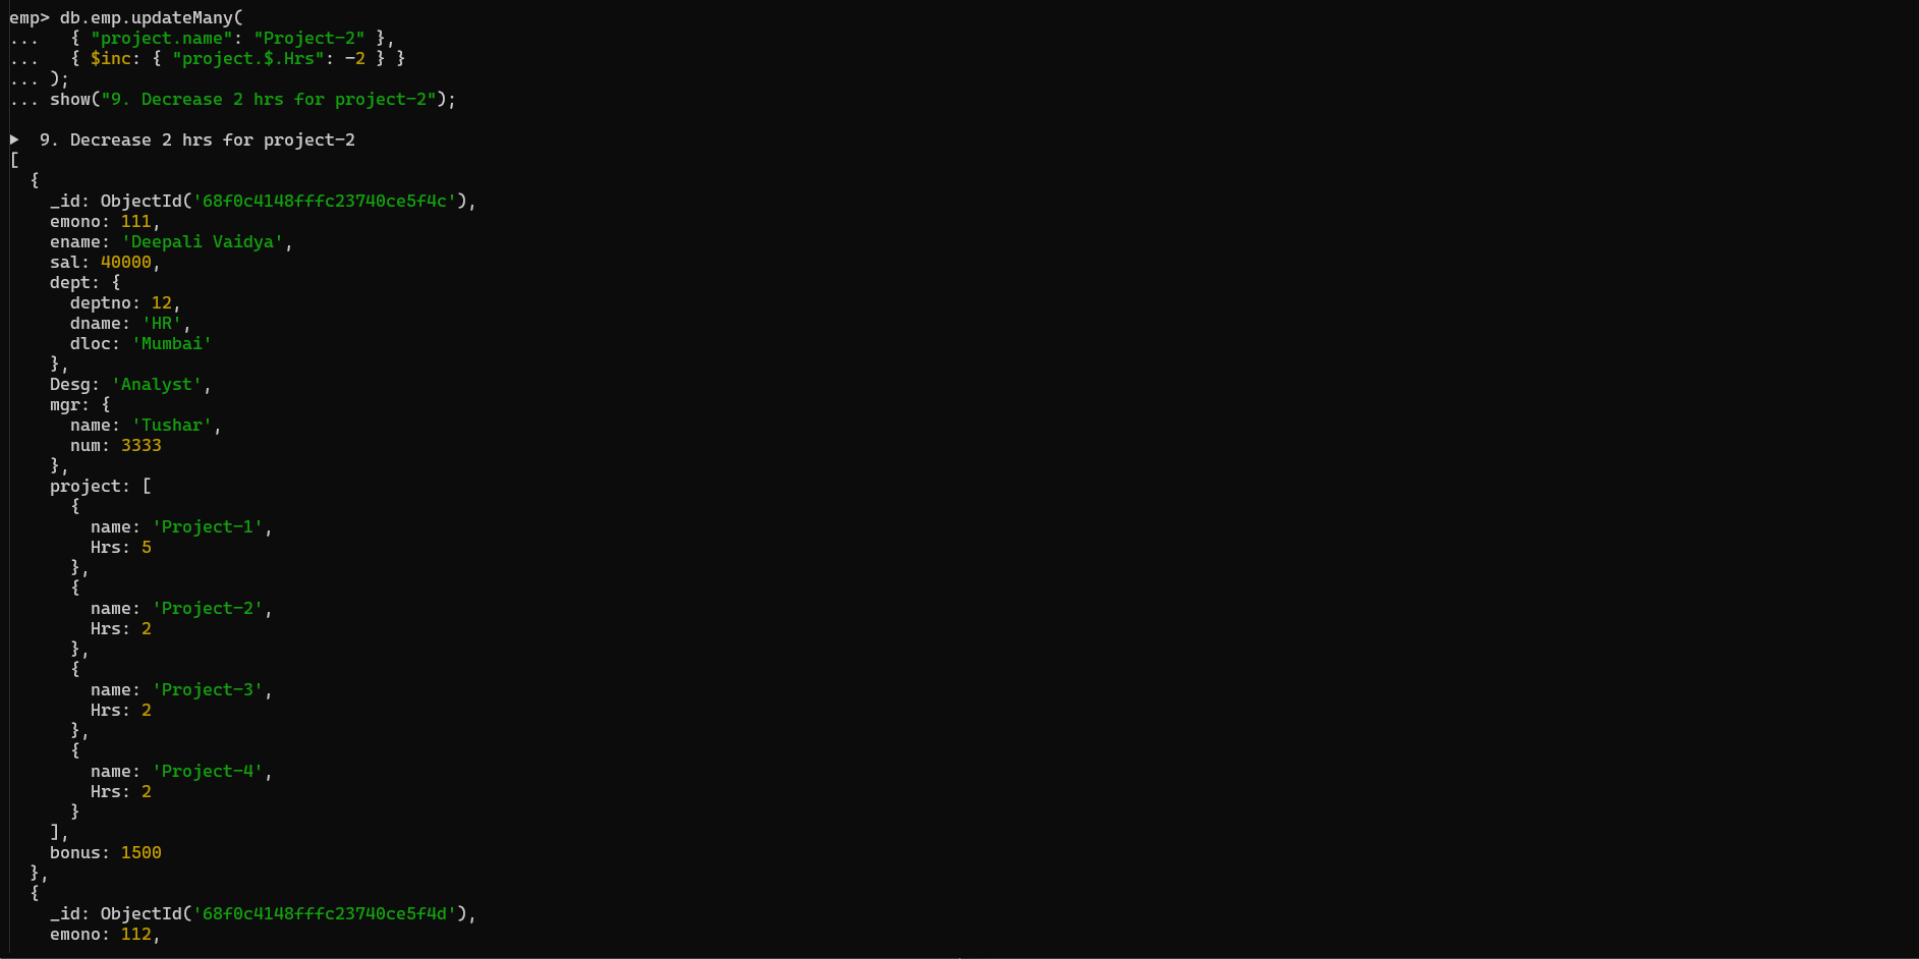 emp> db.emp.updateMany(
...   { "project.name": "Project-2" },
...   { $inc: { "project.$.Hrs": -2 } }
... );
... show("9. Decrease 2 hrs for project-2");
▶  9. Decrease 2 hrs for project-2
[
  {
    _id: ObjectId('68f0c4148fffc23740ce5f4c'),
    emono: 111,
    ename: 'Deepali Vaidya',
    sal: 40000,
    dept: {
      deptno: 12,
      dname: 'HR',
      dloc: 'Mumbai'
    },
    Desg: 'Analyst',
    mgr: {
      name: 'Tushar',
      num: 3333
    },
    project: [
      {
        name: 'Project-1',
        Hrs: 5
      },
      {
        name: 'Project-2',
        Hrs: 2
      },
      {
        name: 'Project-3',
        Hrs: 2
      },
      {
        name: 'Project-4',
        Hrs: 2
      }
    ],
    bonus: 1500
  },
  {
    _id: ObjectId('68f0c4148fffc23740ce5f4d'),
    emono: 112,